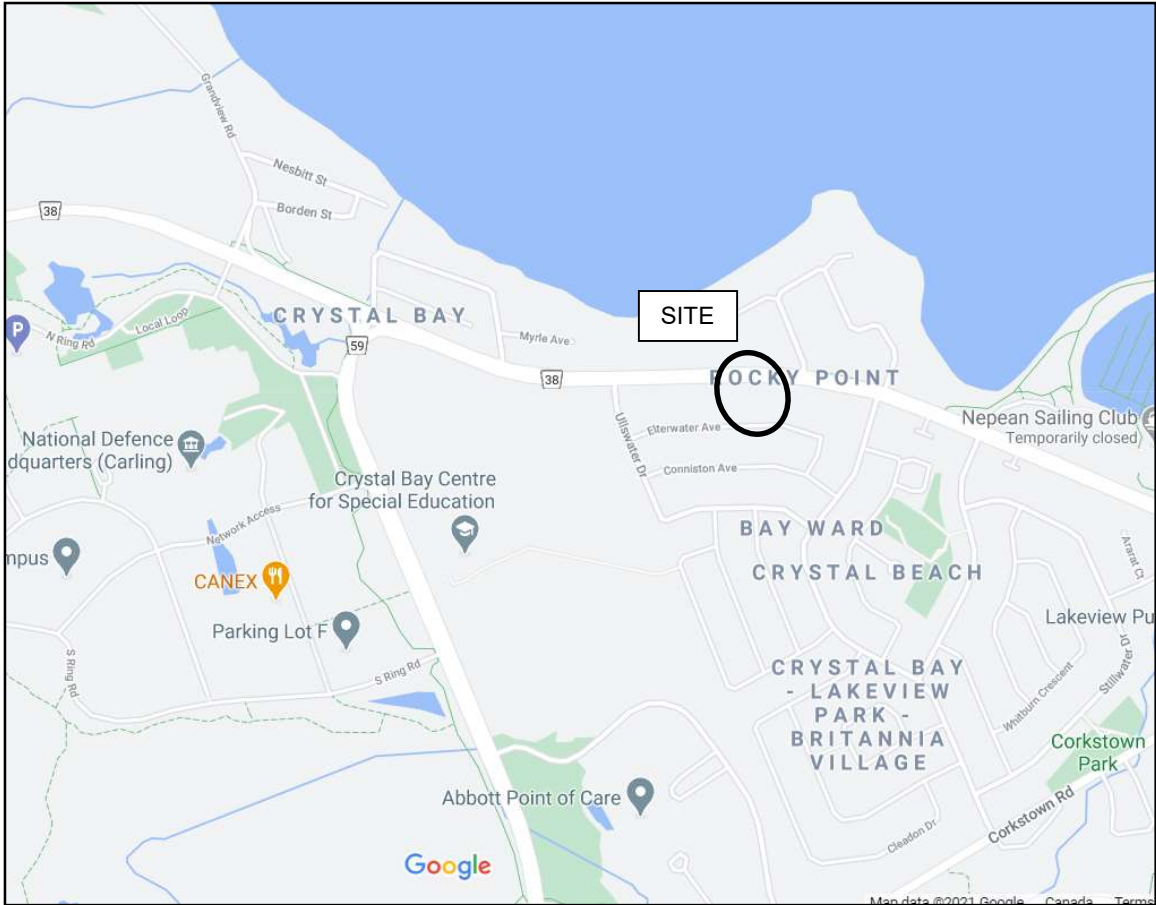 Grandview Rd
Nesbitt St
Borden St
38
CRYSTAL BAY
SITE
Myrle Ave
N Ring Rd
Local Loop
P
59
38
ROCKY POINT
Nepean Sailing Club
Temporarily closed
National Defence
dquarters (Carling)
Ullswater Dr
Elterwater Ave
Conniston Ave
Crystal Bay Centre
for Special Education
Network Access
BAY WARD
CRYSTAL BEACH
Ararat Ct
mpus
CANEX
Parking Lot F
Lakeview Pu
S Ring Rd
S Ring Rd
CRYSTAL BAY
- LAKEVIEW
PARK -
BRITANNIA
VILLAGE
Whitburn Crescent
Stillwater Dr
Corkstown
Park
Abbott Point of Care
Corkstown Rd
Cleadon Dr
Google
Map data ©2021 Google Canada Terms